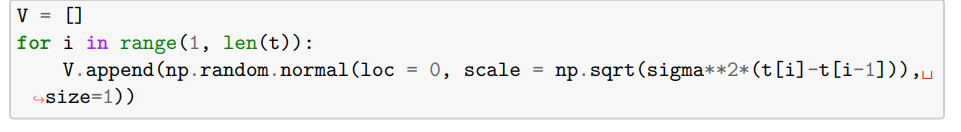 V = []
for i in range(1, len(t)):
    V.append(np.random.normal(loc = 0, scale = np.sqrt(sigma**2*(t[i]-t[i-1])),␣
↪size=1))